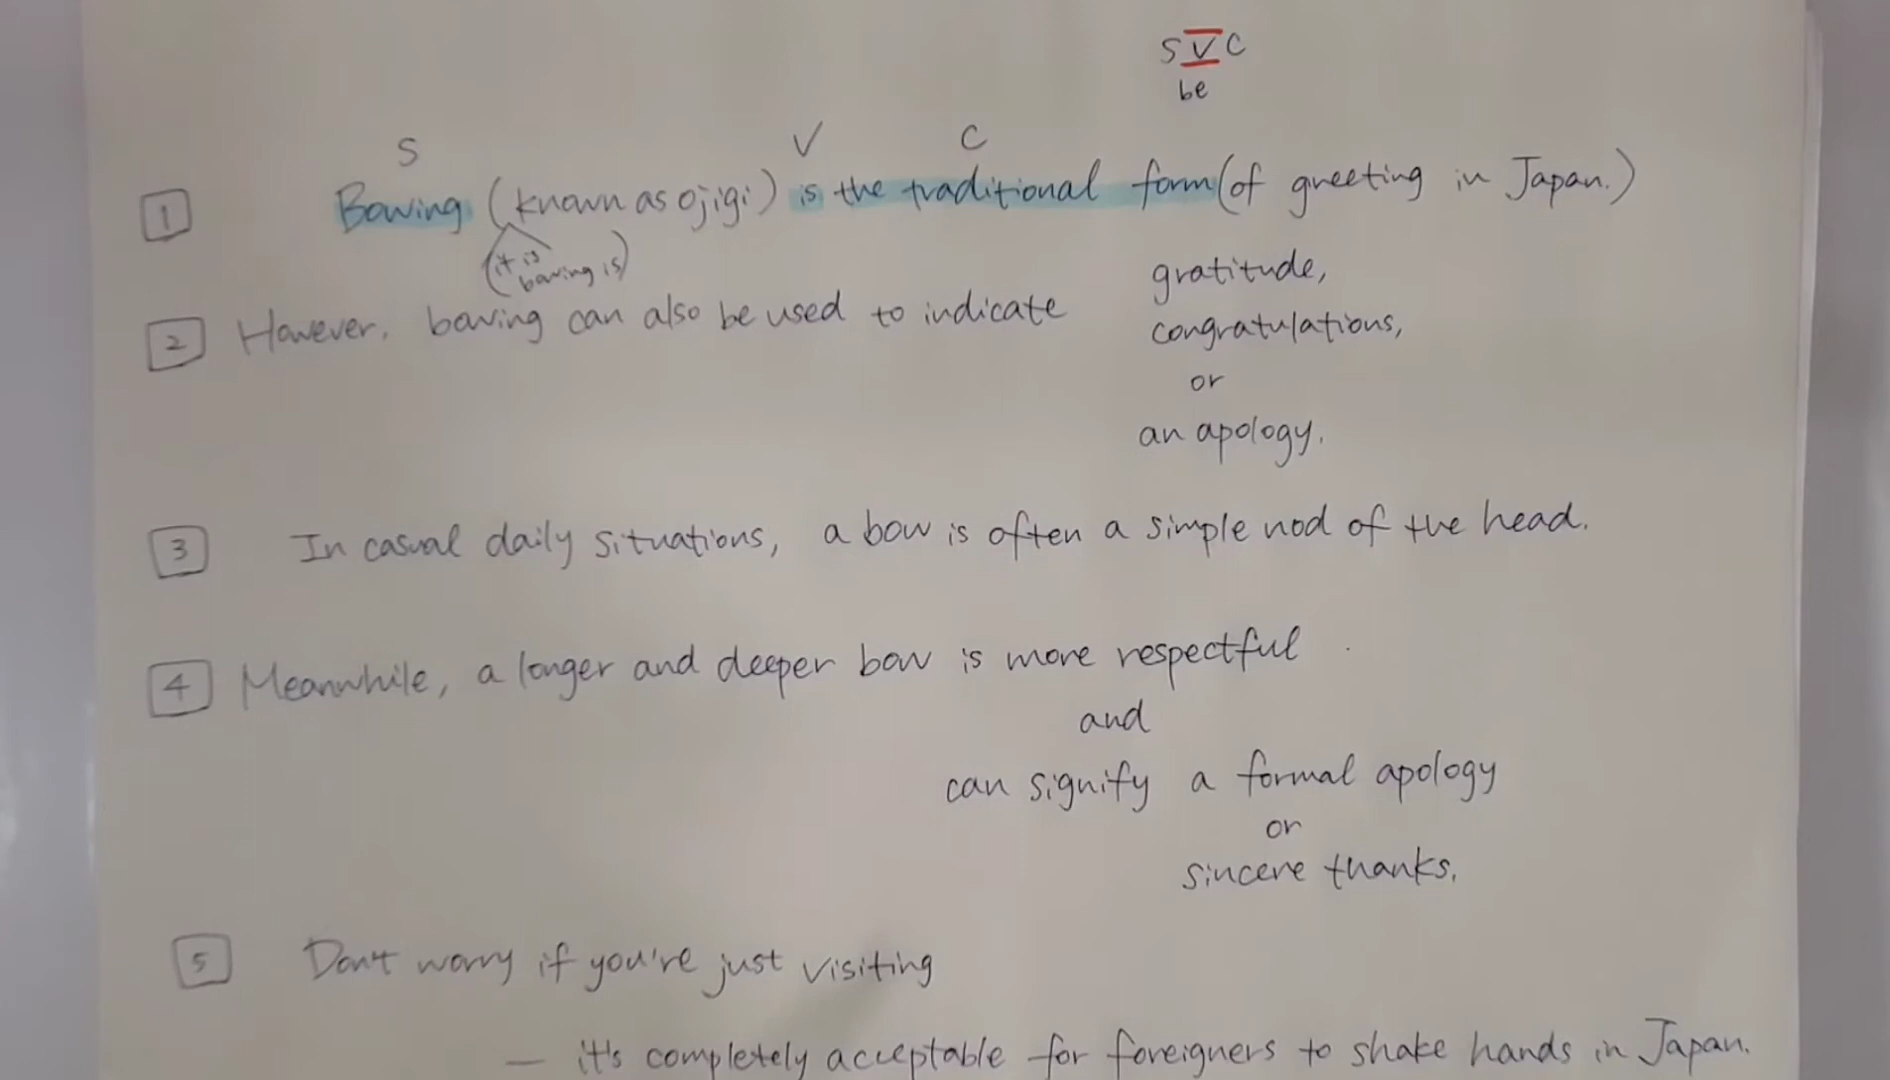 S V C
be
S V C
1 Bowing (known as ojigi) is the traditional form (of greeting in Japan.)
(it is
bowing is)
2 However, bowing can also be used to indicate
gratitude,
congratulations,
or
an apology.
3 In casual daily situations, a bow is often a simple nod of the head.
4 Meanwhile, a longer and deeper bow is more respectful
and
can signify a formal apology
or
sincere thanks.
5 Don't worry if you're just visiting
— it's completely acceptable for foreigners to shake hands in Japan.